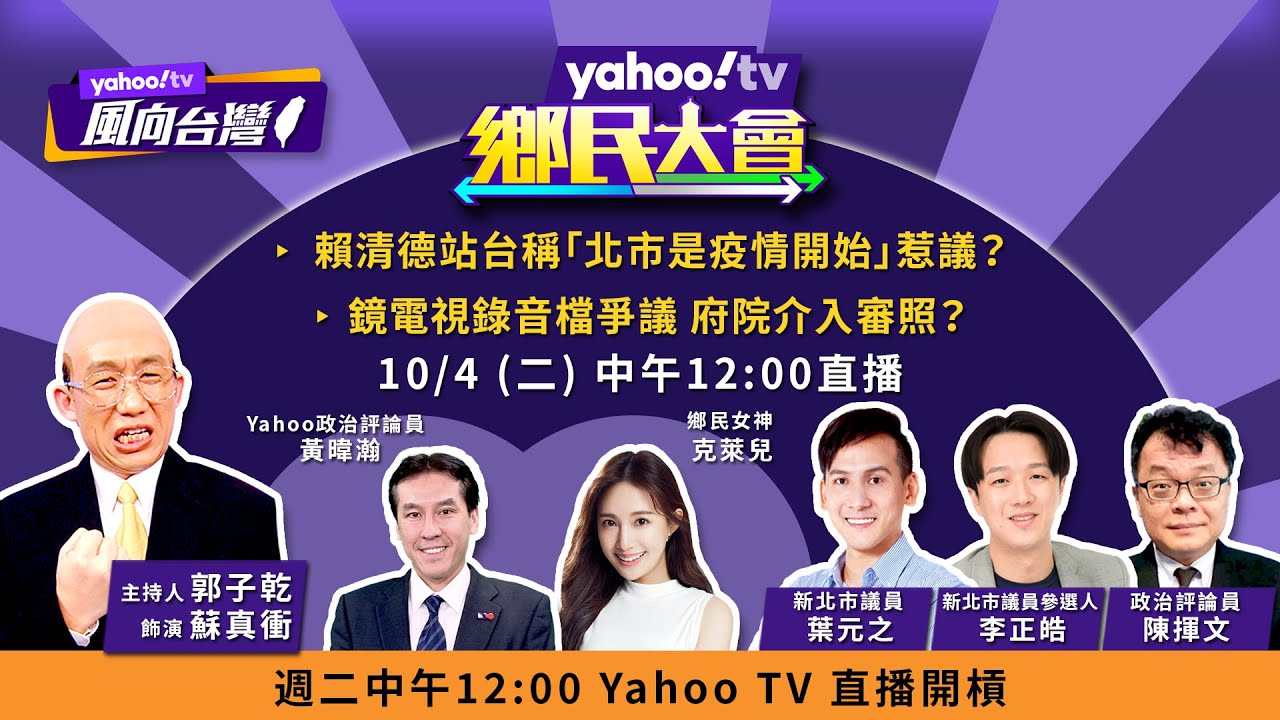 yahoo!tv
風向台灣
yahoo!tv
鄉民大會
▸ 賴清德站台稱「北市是疫情開始」惹議？
▸ 鏡電視錄音檔爭議 府院介入審照？
10/4 (二) 中午12:00直播
Yahoo政治評論員
黃暐瀚
鄉民女神
克萊兒
主持人 郭子乾
飾演 蘇真衝
新北市議員
葉元之
新北市議員參選人
李正皓
政治評論員
陳揮文
週二中午12:00 Yahoo TV 直播開槓